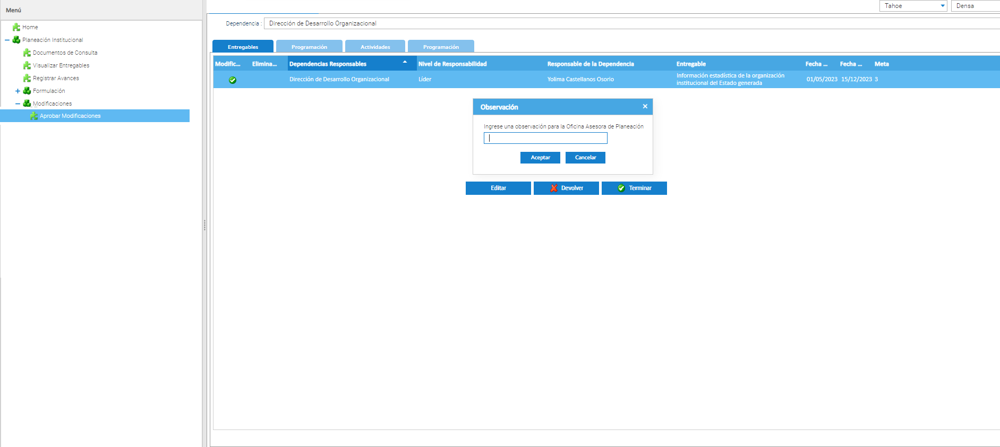 Menú
Home
Planeación Institucional
Documentos de Consulta
Visualizar Entregables
Registrar Avances
Formulación
Modificaciones
Aprobar Modificaciones
Tahoe
Densa
Dependencia : Dirección de Desarrollo Organizacional
Entregables Programación Actividades Programación
Modific... Elimina... Dependencias Responsables Nivel de Responsabilidad Responsable de la Dependencia Entregable Fecha ... Fecha ... Meta
Dirección de Desarrollo Organizacional Líder Yolima Castellanos Osorio Información estadística de la organización institucional del Estado generada 01/05/2023 15/12/2023 3
Observación
Ingrese una observación para la Oficina Asesora de Planeación
Aceptar Cancelar
Editar Devolver Terminar